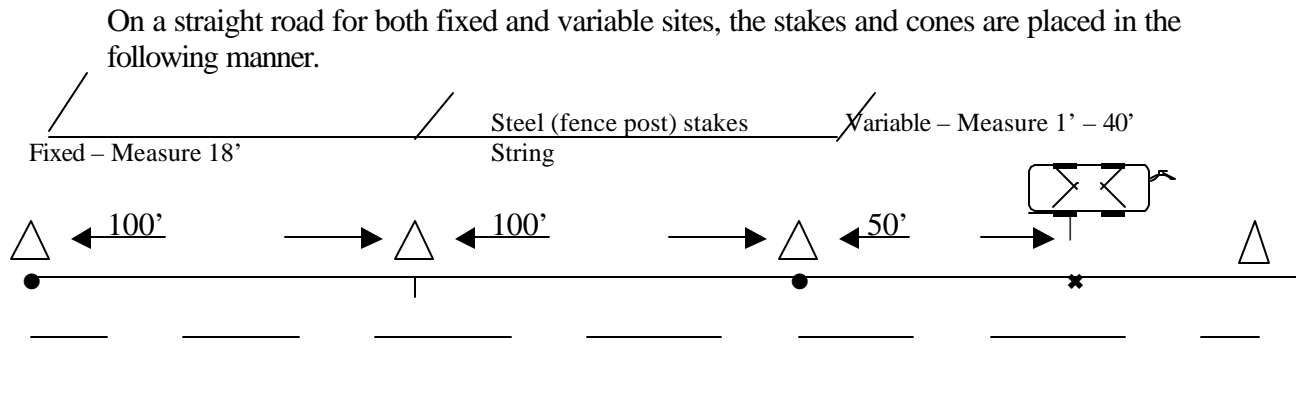 On a straight road for both fixed and variable sites, the stakes and cones are placed in the
following manner.
Steel (fence post) stakes
Variable – Measure 1’ – 40’
Fixed – Measure 18’
String
100’
100’
50’